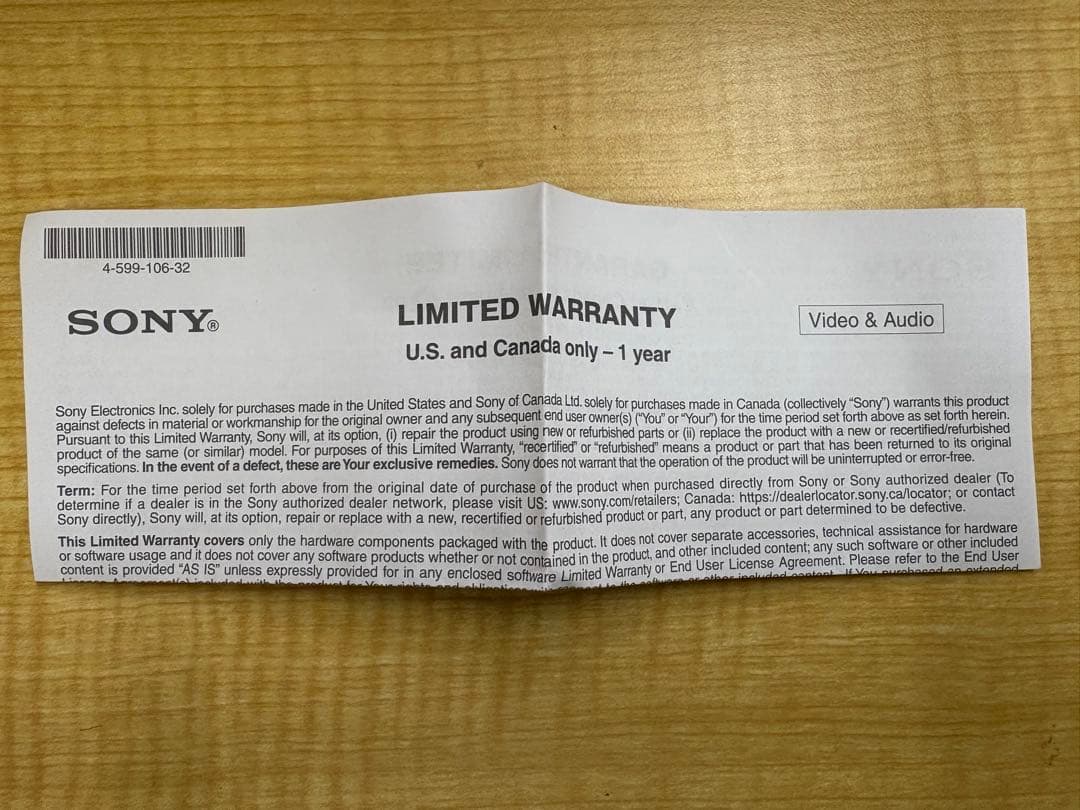 4-599-106-32
SONY®
LIMITED WARRANTY
U.S. and Canada only – 1 year
Video & Audio
Sony Electronics Inc. solely for purchases made in the United States and Sony of Canada Ltd. solely for purchases made in Canada (collectively “Sony”) warrants this product
against defects in material or workmanship for the original owner and any subsequent end user owner(s) (“You” or “Your”) for the time period set forth above as set forth herein.
Pursuant to this Limited Warranty, Sony will, at its option, (i) repair the product using new or refurbished parts or (ii) replace the product with a new or recertified/refurbished
product of the same (or similar) model. For purposes of this Limited Warranty, “recertified” or “refurbished” means a product or part that has been returned to its original
specifications. In the event of a defect, these are Your exclusive remedies. Sony does not warrant that the operation of the product will be uninterrupted or error-free.
Term: For the time period set forth above from the original date of purchase of the product when purchased directly from Sony or Sony authorized dealer (To
determine if a dealer is in the Sony authorized dealer network, please visit US: www.sony.com/retailers; Canada: https://dealerlocator.sony.ca/locator; or contact
Sony directly), Sony will, at its option, repair or replace with a new, recertified or refurbished product or part, any product or part determined to be defective.
This Limited Warranty covers only the hardware components packaged with the product. It does not cover separate accessories, technical assistance for hardware
or software usage and it does not cover any software products whether or not contained in the product, and other included content; any such software or other included
content is provided “AS IS” unless expressly provided for in any enclosed software Limited Warranty or End User License Agreement. Please refer to the End User